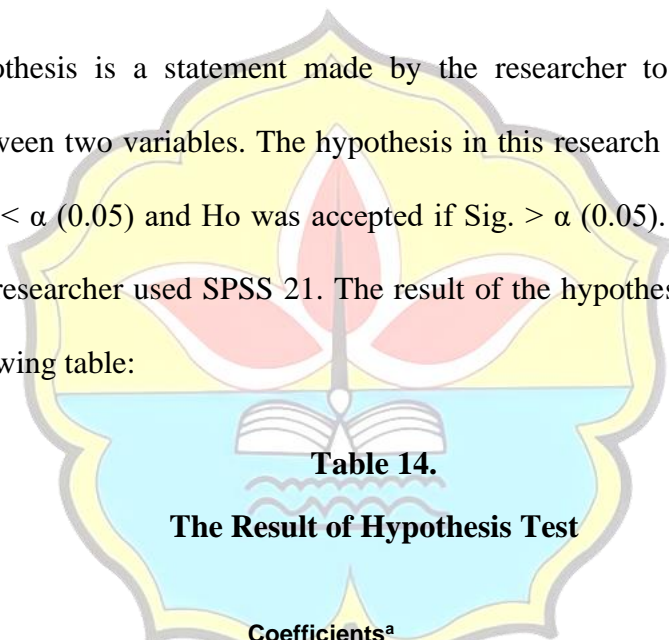 othesis is a statement made by the researcher to
ween two variables. The hypothesis in this research
< α (0.05) and Ho was accepted if Sig. > α (0.05).
researcher used SPSS 21. The result of the hypothes
wing table:
Table 14.
The Result of Hypothesis Test
Coefficientsᵃ